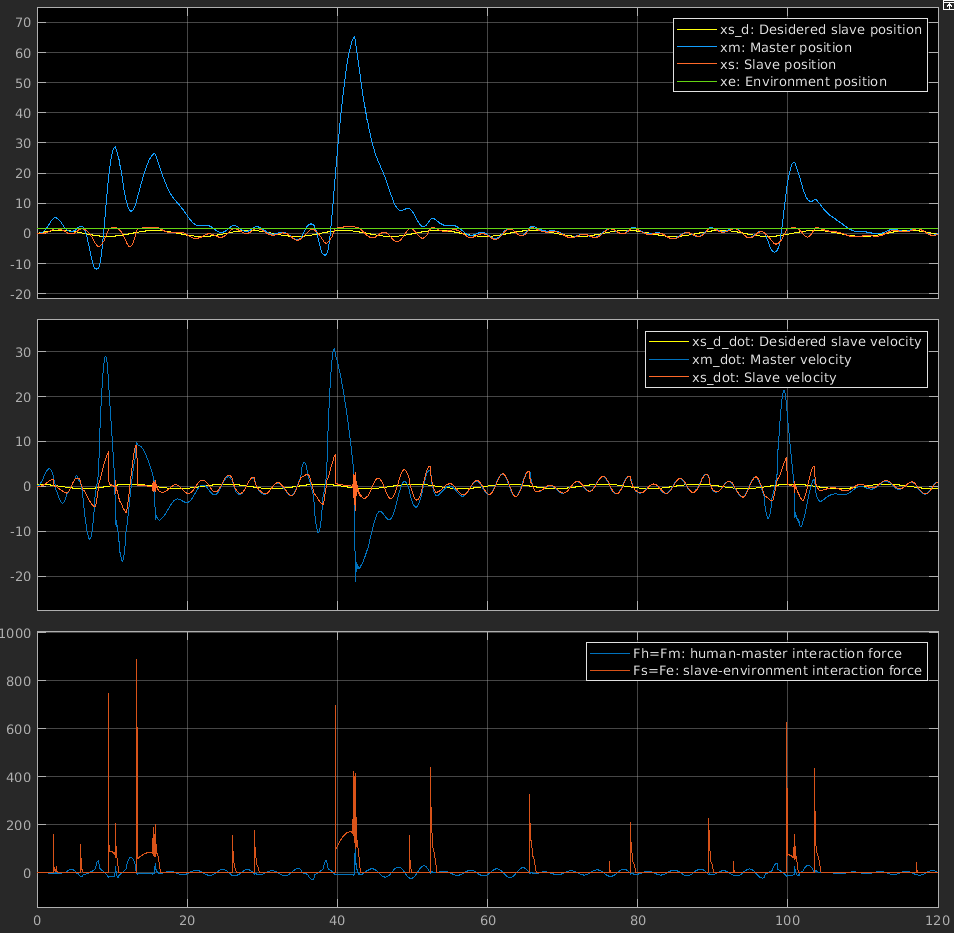 70
60
50
40
30
20
10
0
-10
-20
xs_d: Desidered slave position
xm: Master position
xs: Slave position
xe: Environment position
30
20
10
0
-10
-20
xs_d_dot: Desidered slave velocity
xm_dot: Master velocity
xs_dot: Slave velocity
1000
800
600
400
200
0
Fh=Fm: human-master interaction force
Fs=Fe: slave-environment interaction force
0 20 40 60 80 100 120